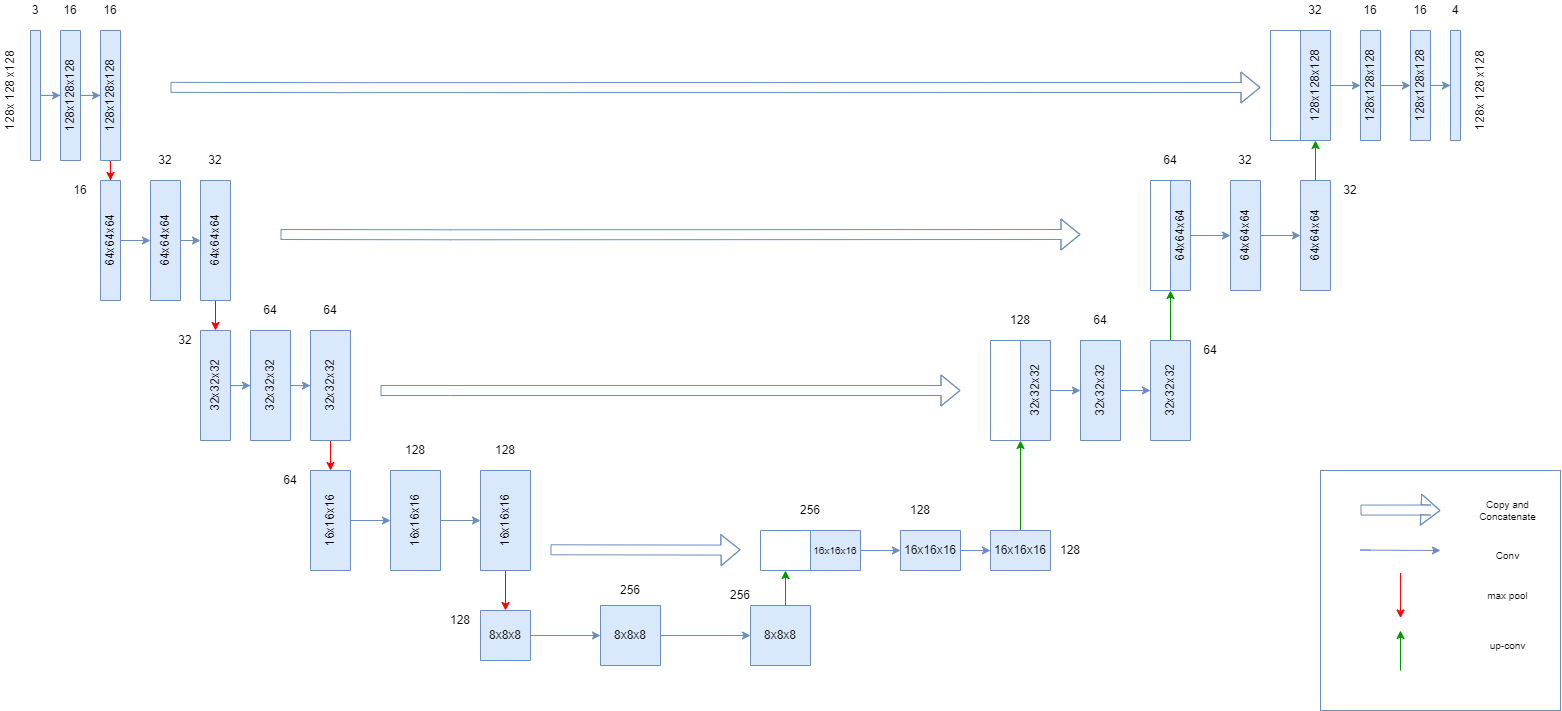 3
16
16
32
16
16
4
128x 128 x128
128x128x128
128x128x128
128x128x128
128x128x128
128x128x128
128x 128 x128
32
32
64
32
16
32
64x64x64
64x64x64
64x64x64
64x64x64
64x64x64
64x64x64
64
64
128
64
32
64
32x32x32
32x32x32
32x32x32
32x32x32
32x32x32
32x32x32
128
128
64
16x16x16
16x16x16
16x16x16
256
128
16x16x16
16x16x16
16x16x16
128
256
256
128
8x8x8
8x8x8
8x8x8
Copy and
Concatenate
Conv
max pool
up-conv